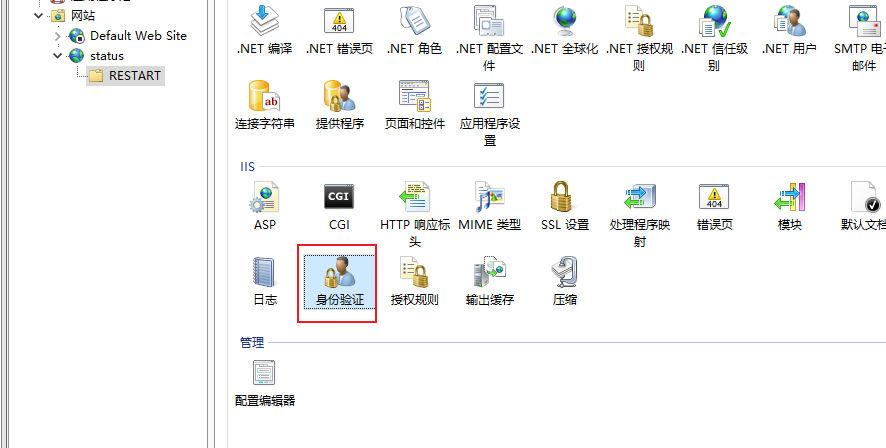 网站
Default Web Site
status
RESTART
.NET 编译
.NET 错误页
.NET 角色
.NET 配置文
件
.NET 全球化
.NET 授权规
则
.NET 信任级
别
.NET 用户
SMTP 电子
邮件
连接字符串
提供程序
页面和控件
应用程序设
置
IIS
ASP
CGI
HTTP 响应标
头
MIME 类型
SSL 设置
处理程序映
射
错误页
模块
默认文档
日志
身份验证
授权规则
输出缓存
压缩
管理
配置编辑器